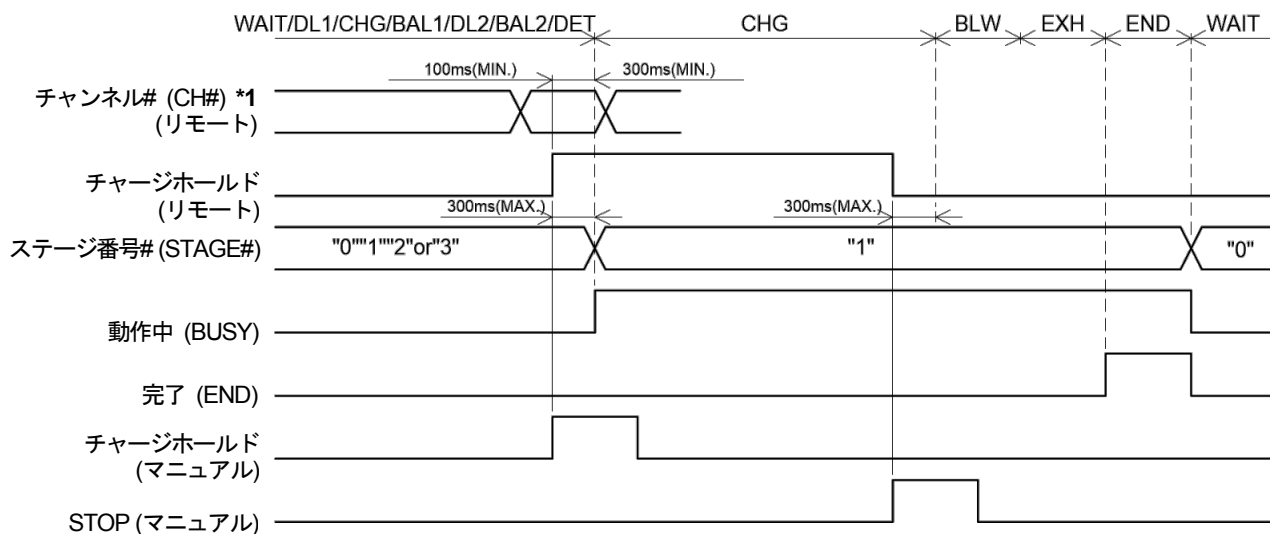 WAIT/DL1/CHG/BAL1/DL2/BAL2/DET CHG BLW EXH END WAIT
100ms(MIN.) 300ms(MIN.)
チャンネル# (CH#) *1
(リモート)
チャージホールド
(リモート)
300ms(MAX.) 300ms(MAX.)
ステージ番号# (STAGE#) "0""1""2"or"3" "1" "0"
動作中 (BUSY)
完了 (END)
チャージホールド
(マニュアル)
STOP (マニュアル)